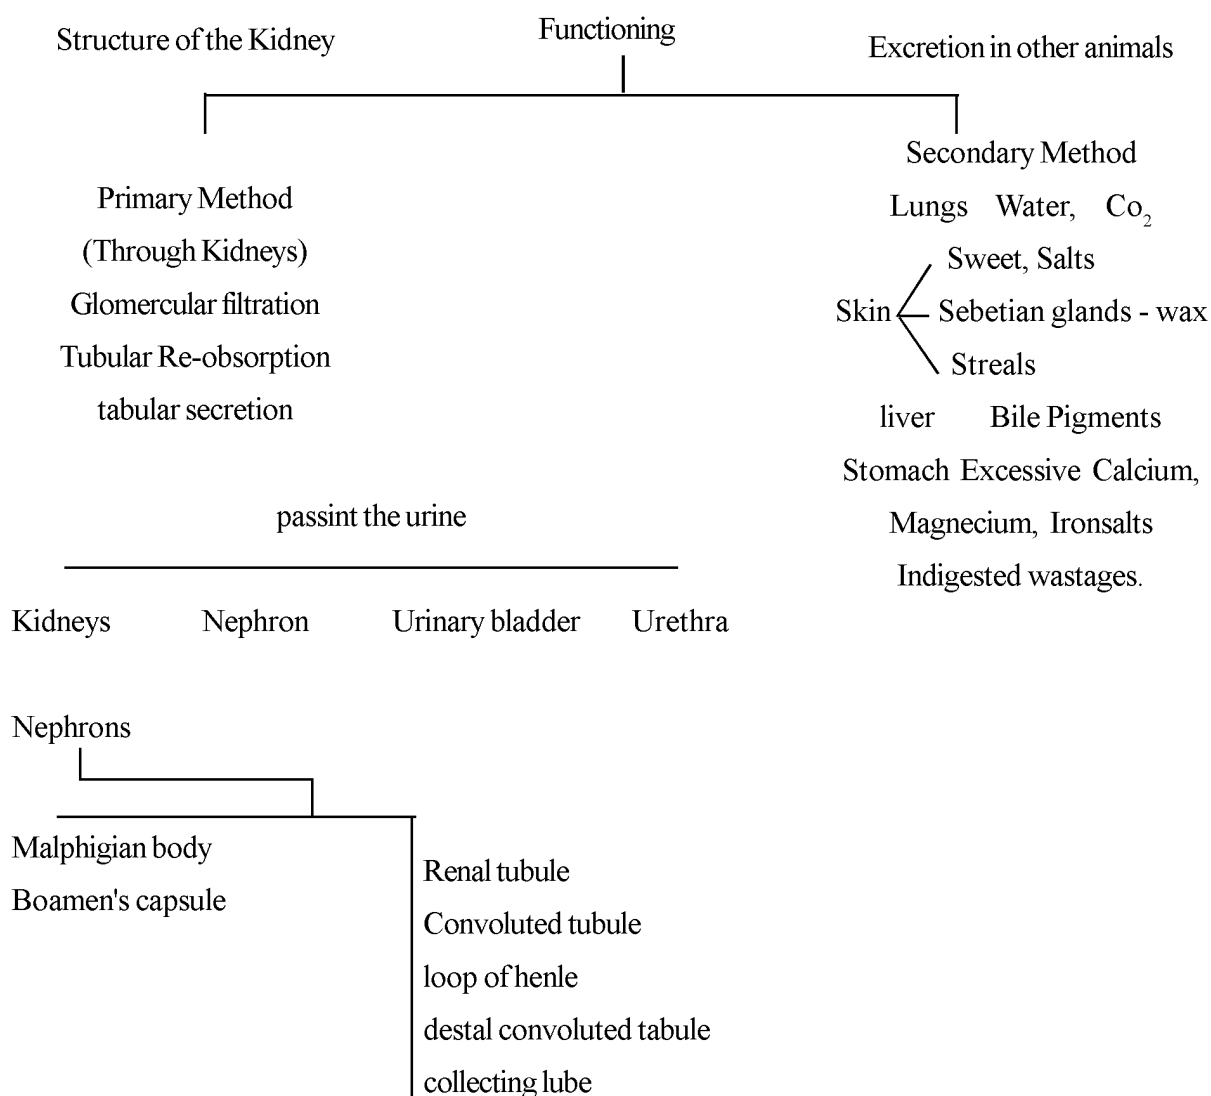 Structure of the Kidney
Functioning
Excretion in other animals
Primary Method
(Through Kidneys)
Glomercular filtration
Tubular Re-obsorption
tabular secretion
Secondary Method
Lungs Water, Co₂
Sweet, Salts
Skin Sebetian glands - wax
Streals
liver Bile Pigments
Stomach Excessive Calcium,
Magnecium, Ironsalts
Indigested wastages.
passint the urine
Kidneys Nephron Urinary bladder Urethra
Nephrons
Malphigian body
Boamen's capsule
Renal tubule
Convoluted tubule
loop of henle
destal convoluted tabule
collecting lube